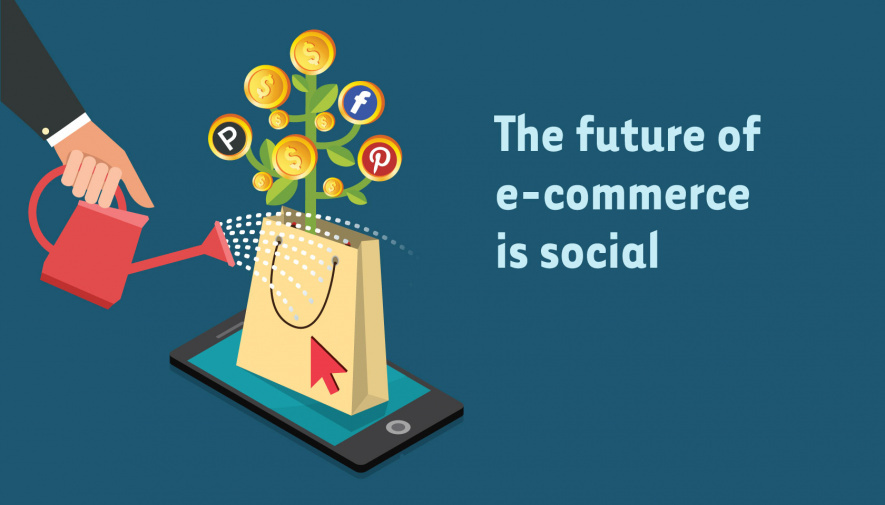 $
$
f
$
P
$
$
$
$
The future of
e-commerce
is social